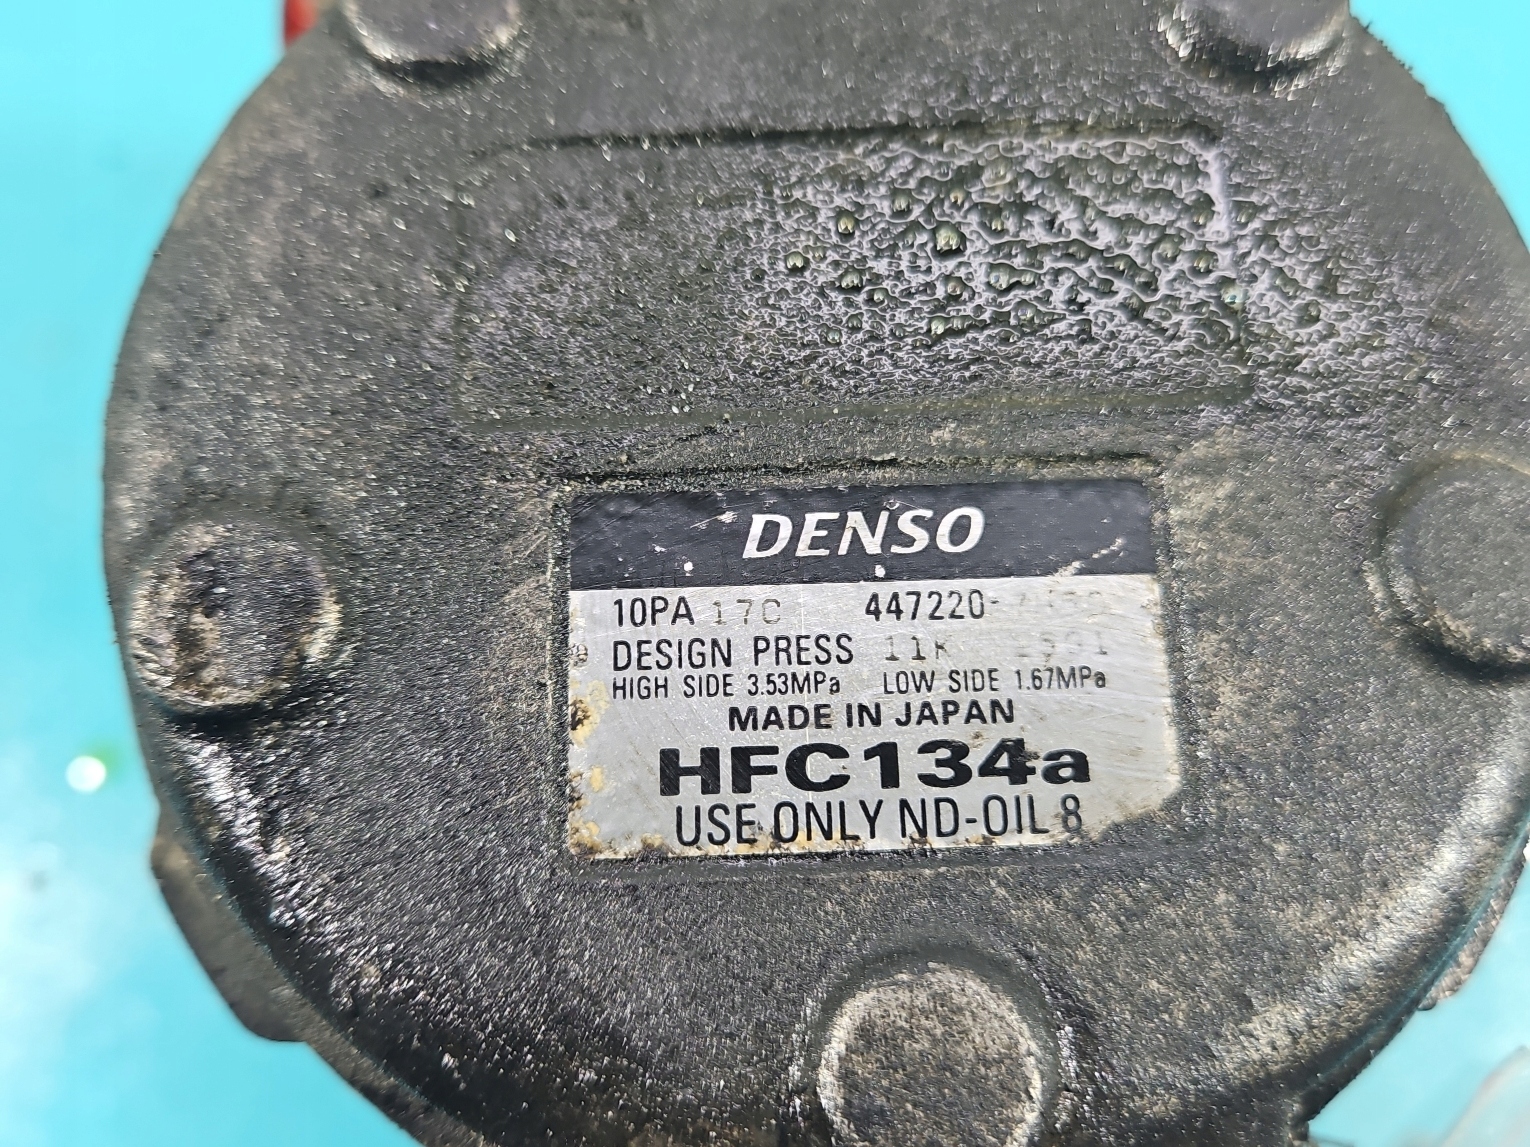 DENSO
10PA 17C 447220-
DESIGN PRESS 11K
HIGH SIDE 3.53MPa LOW SIDE 1.67MPa
MADE IN JAPAN
HFC134a
USE ONLY ND-OIL 8